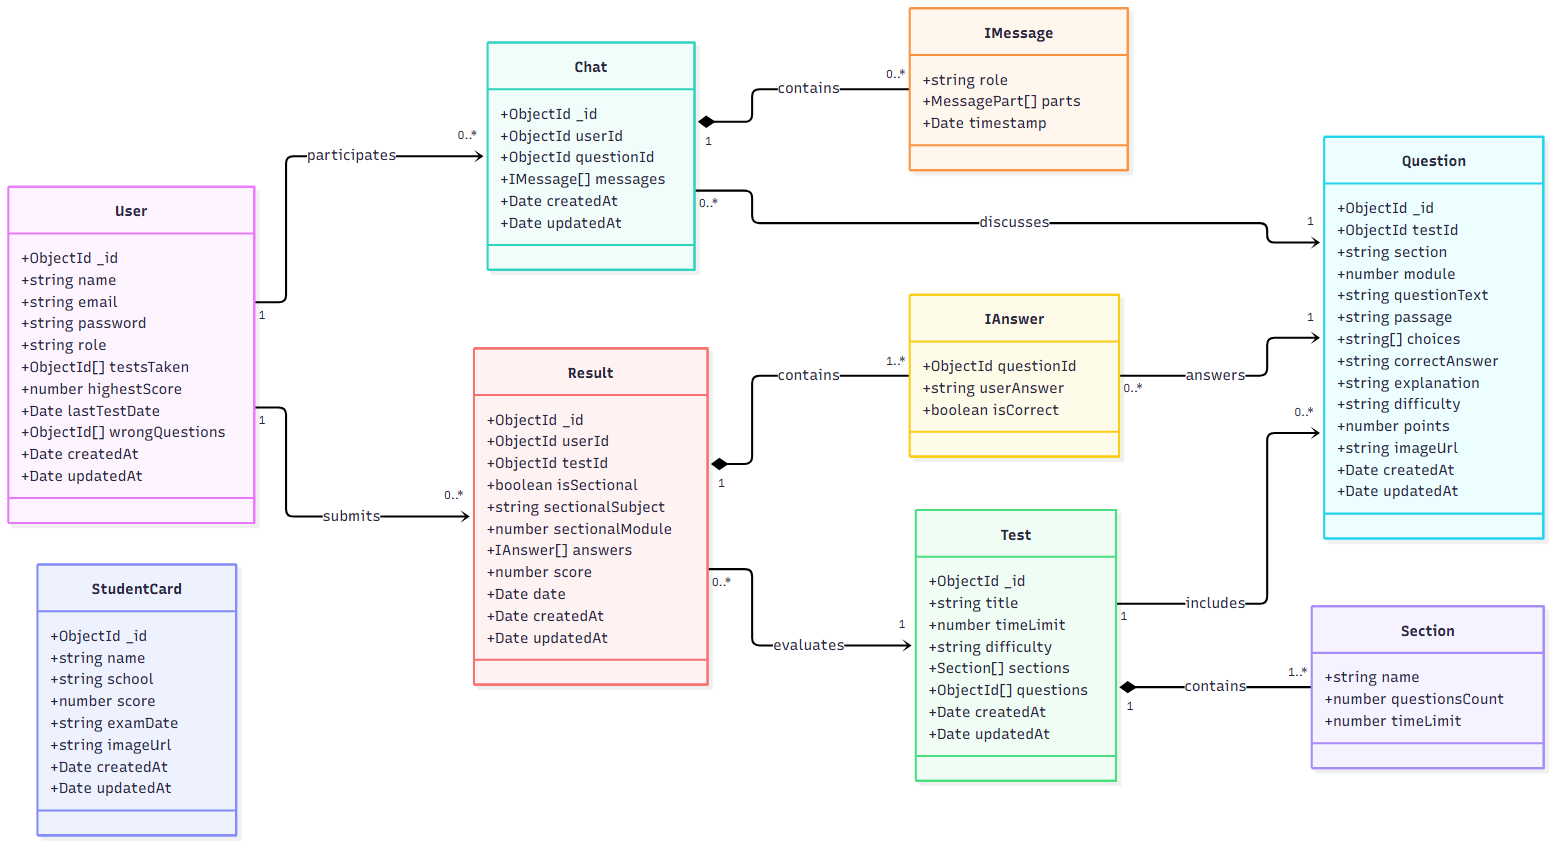 User
+ObjectId _id
+string name
+string email
+string password
+string role
+ObjectId[] testsTaken
+number highestScore
+Date lastTestDate
+ObjectId[] wrongQuestions
+Date createdAt
+Date updatedAt
1
participates
0..*
1
submits
0..*
StudentCard
+ObjectId _id
+string name
+string school
+number score
+string examDate
+string imageUrl
+Date createdAt
+Date updatedAt
Chat
+ObjectId _id
+ObjectId userId
+ObjectId questionId
+IMessage[] messages
+Date createdAt
+Date updatedAt
1
contains
0..*
0..*
discusses
1
Result
+ObjectId _id
+ObjectId userId
+ObjectId testId
+boolean isSectional
+string sectionalSubject
+number sectionalModule
+IAnswer[] answers
+number score
+Date date
+Date createdAt
+Date updatedAt
1
contains
1..*
0..*
evaluates
1
IMessage
+string role
+MessagePart[] parts
+Date timestamp
IAnswer
+ObjectId questionId
+string userAnswer
+boolean isCorrect
0..*
answers
1
Test
+ObjectId _id
+string title
+number timeLimit
+string difficulty
+Section[] sections
+ObjectId[] questions
+Date createdAt
+Date updatedAt
1
includes
0..*
1
contains
1..*
Question
+ObjectId _id
+ObjectId testId
+string section
+number module
+string questionText
+string passage
+string[] choices
+string correctAnswer
+string explanation
+string difficulty
+number points
+string imageUrl
+Date createdAt
+Date updatedAt
Section
+string name
+number questionsCount
+number timeLimit